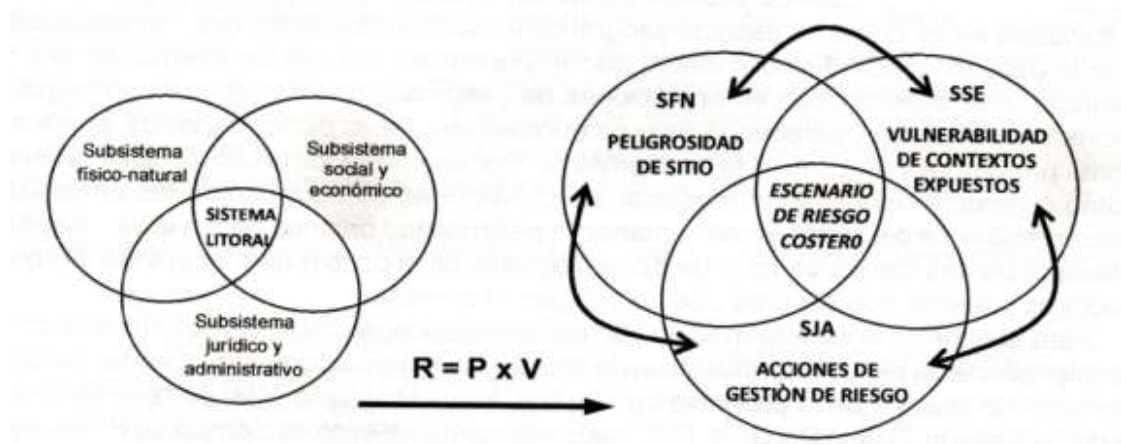 Subsistema
físico-natural
Subsistema
social y
económico
SISTEMA
LITORAL
Subsistema
jurídico y
administrativo
R = P x V
SFN
PELIGROSIDAD
DE SITIO
SSE
VULNERABILIDAD
DE CONTEXTOS
EXPUESTOS
ESCENARIO
DE RIESGO
COSTERO
SJA
ACCIONES DE
GESTIÒN DE RIESGO